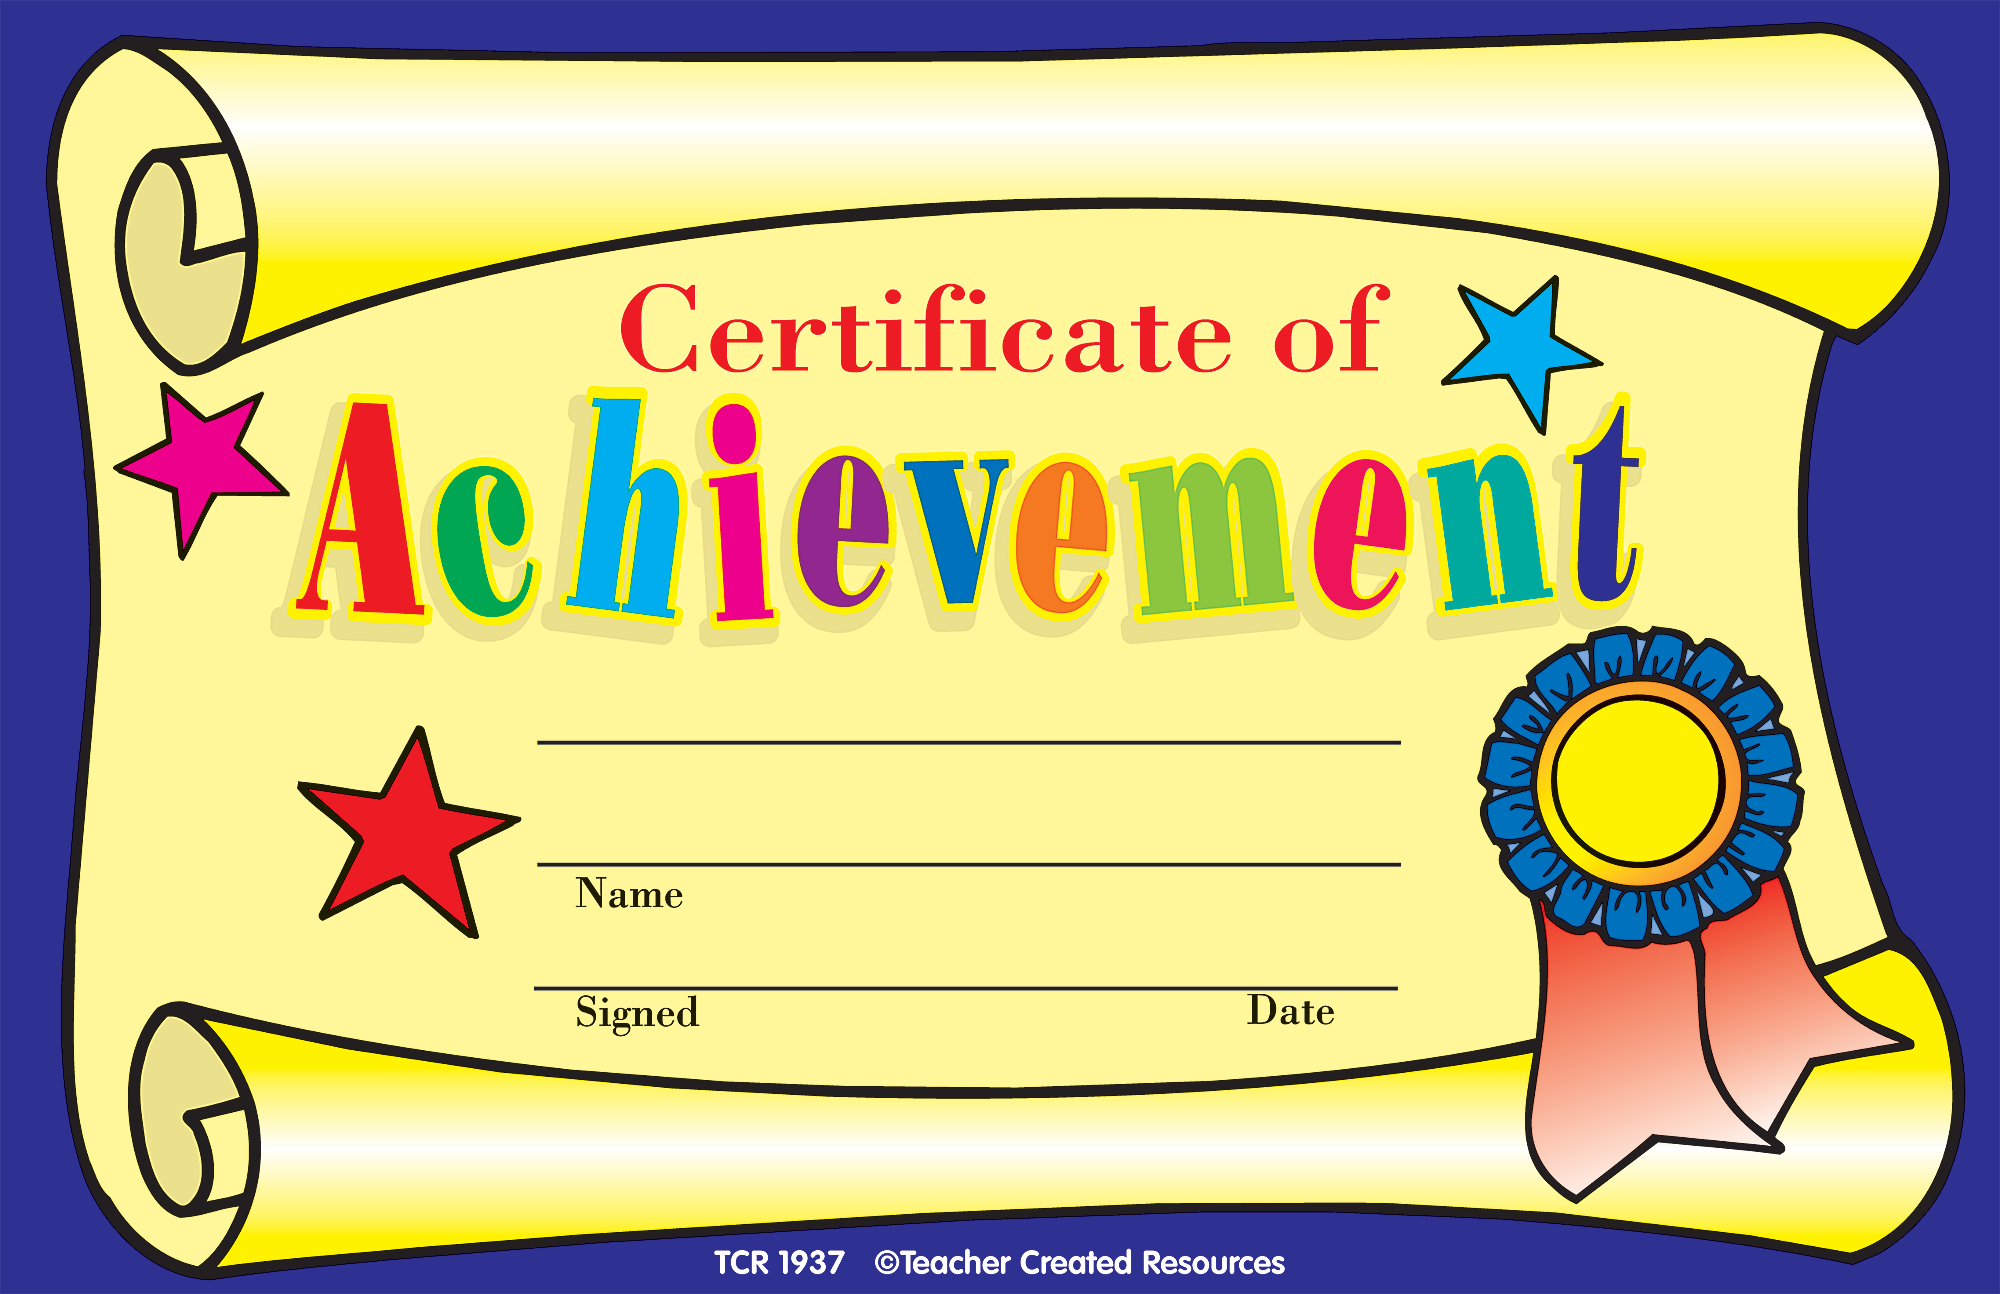 Certificate of
Achievement
Name
Signed Date
TCR 1937 ©Teacher Created Resources